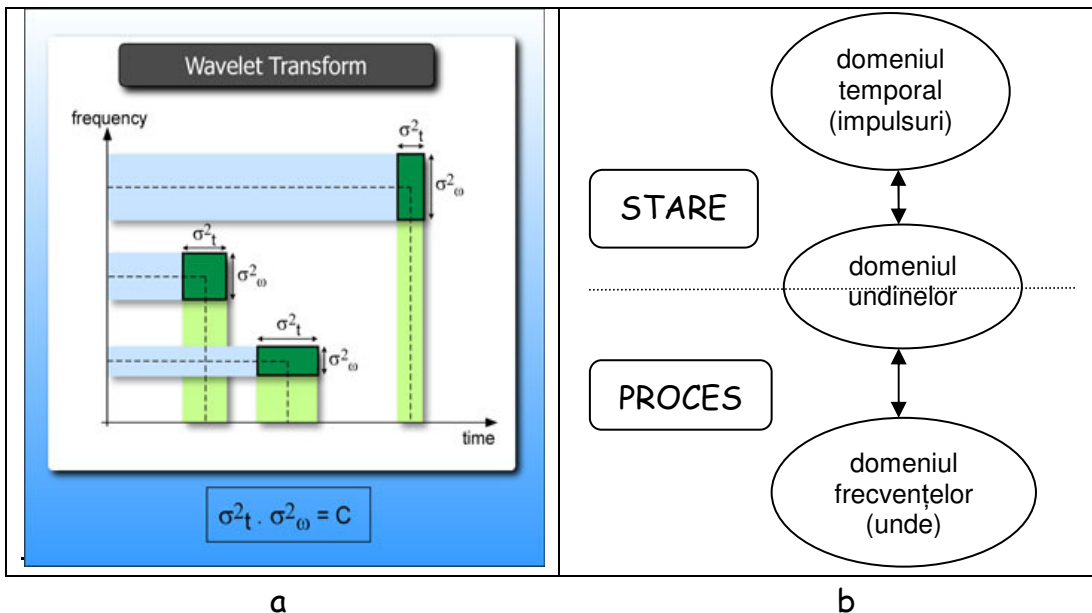 Wavelet Transform
frequency
σ²t
σ²ω
σ²t
σ²ω
σ²t
σ²ω
time
σ²t . σ²ω = C
a
domeniul
temporal
(impulsuri)
STARE
domeniul
undinelor
PROCES
domeniul
frecvențelor
(unde)
b